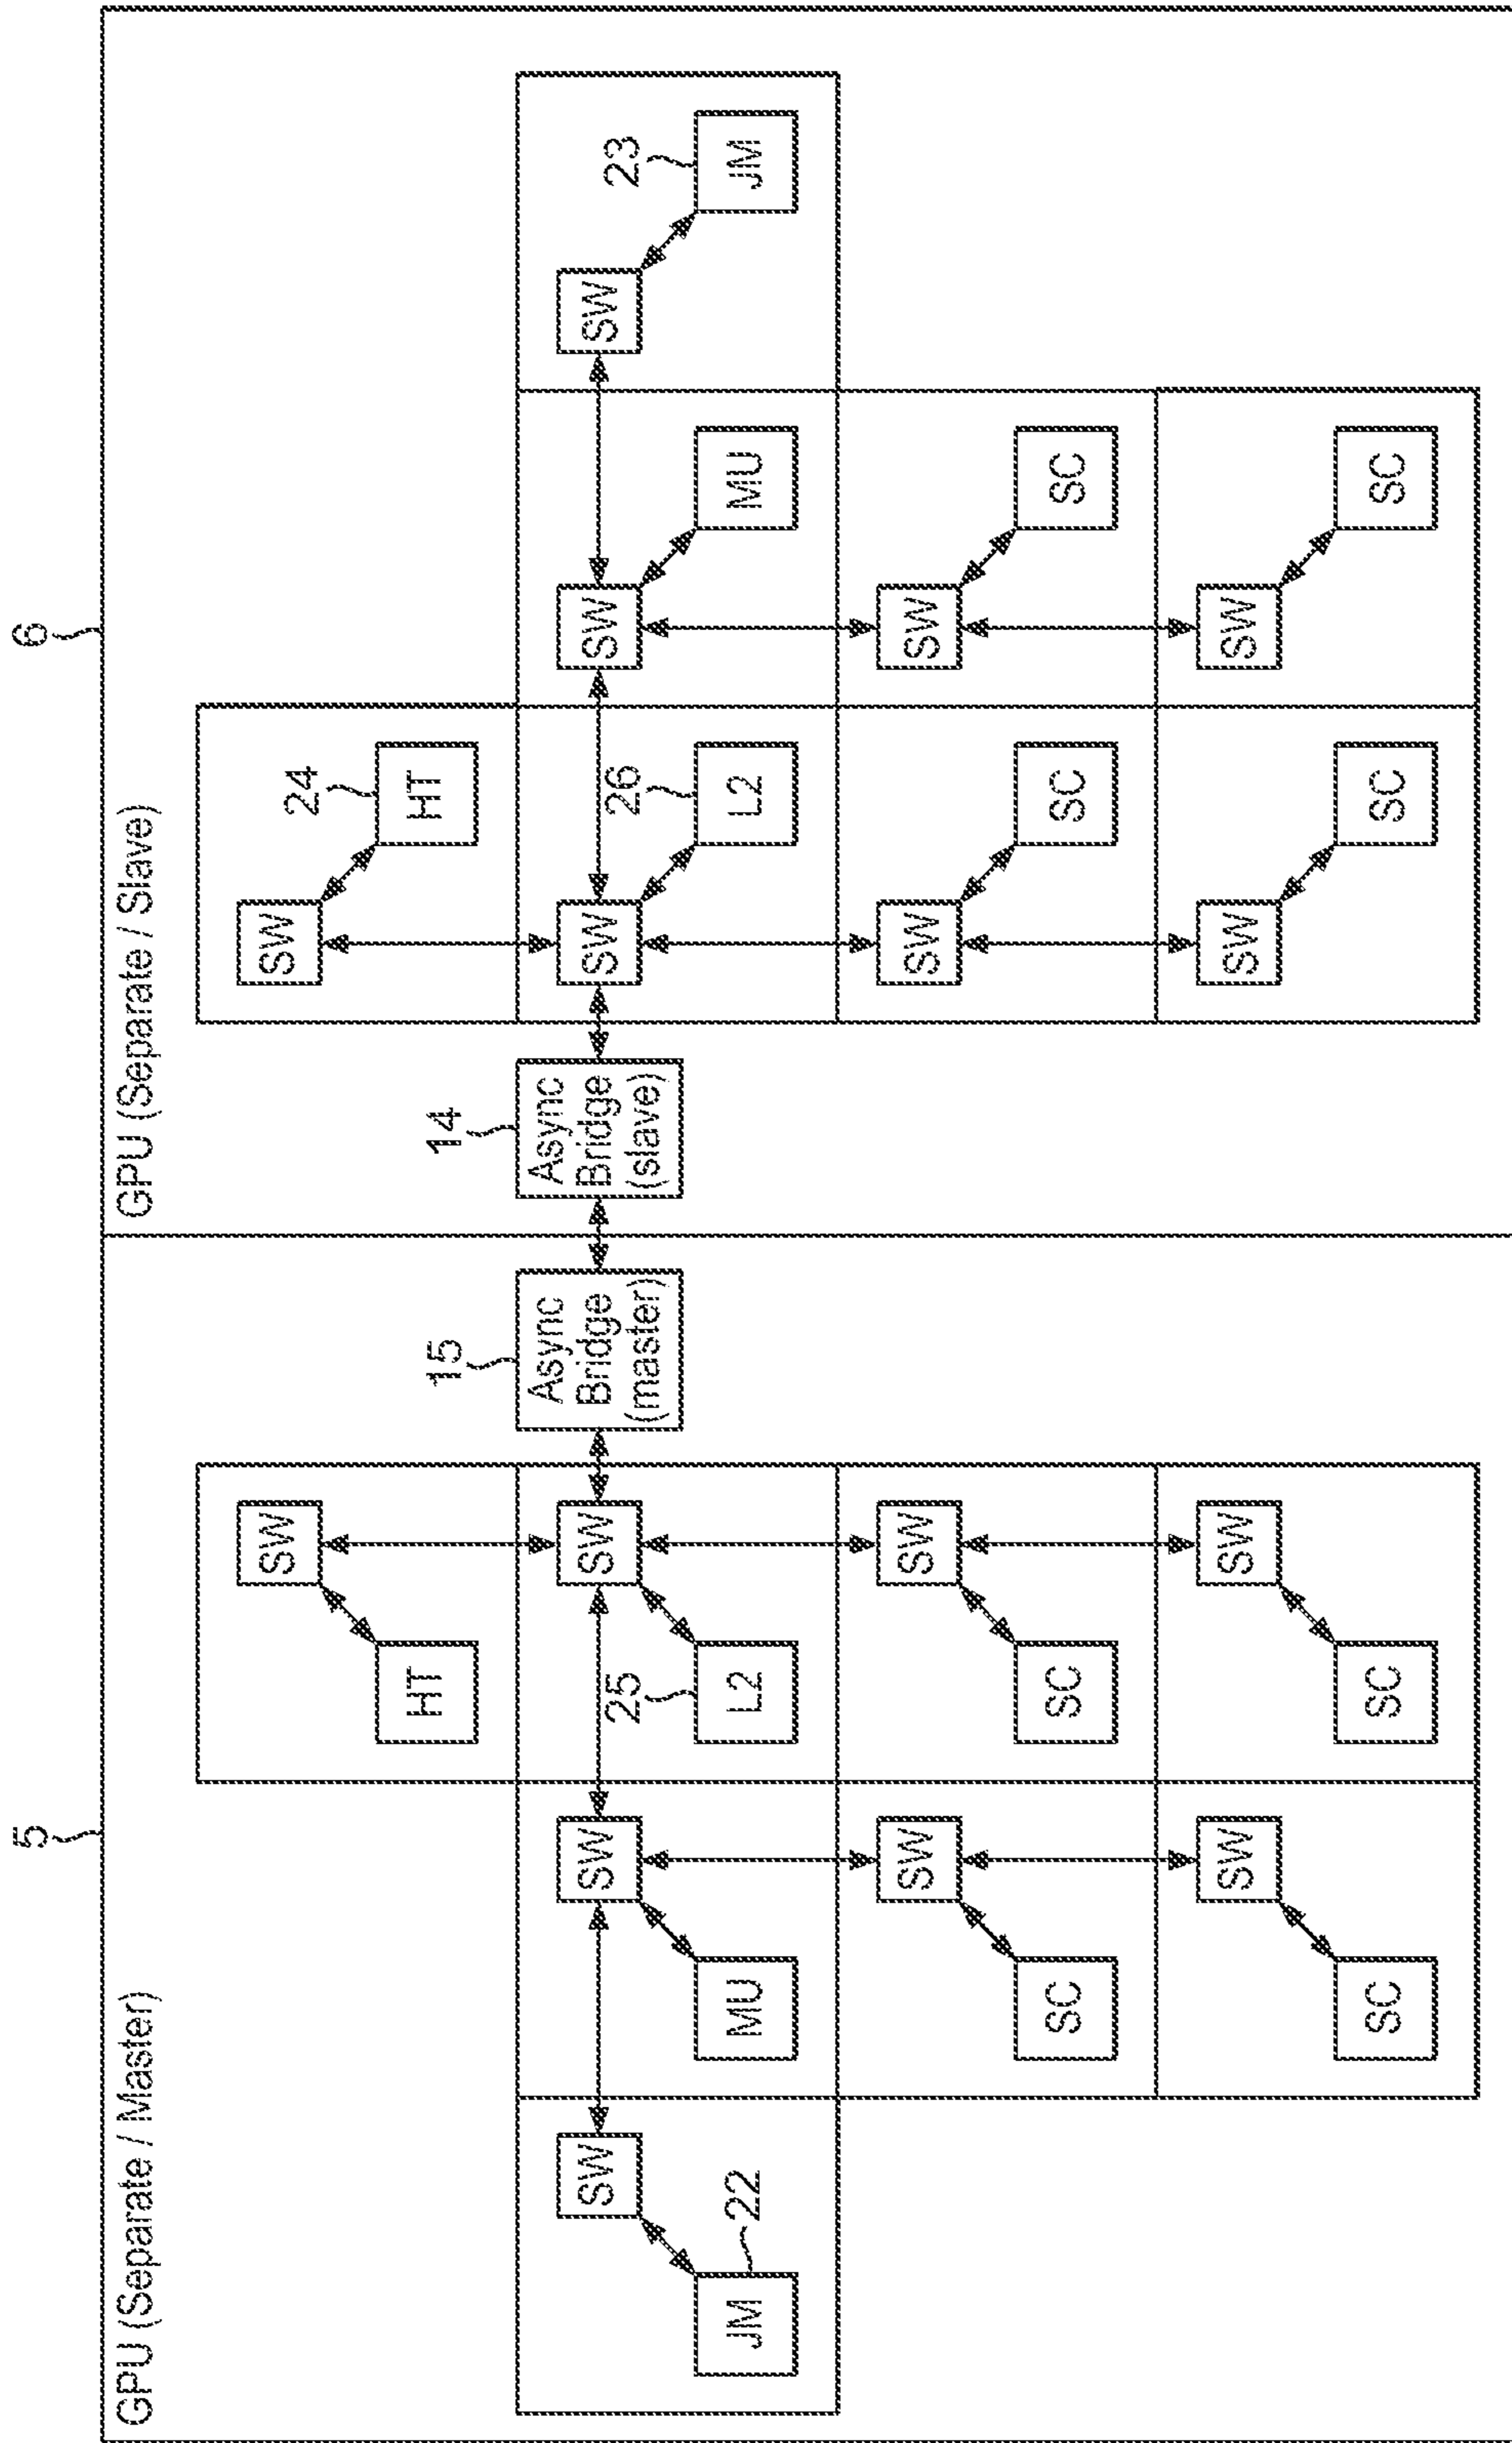 5
6
GPU (Separate / Master)
GPU (Separate / Slave)
SW
SW
24
HT
HT
15
14
SW
SW
SW
Async
Bridge
(master)
Async
Bridge
(slave)
SW
SW
SW
25
26
23
JM
22
MU
L2
L2
MU
JM
SW
SW
SW
SW
SC
SC
SC
SC
SW
SW
SW
SW
SC
SC
SC
SC